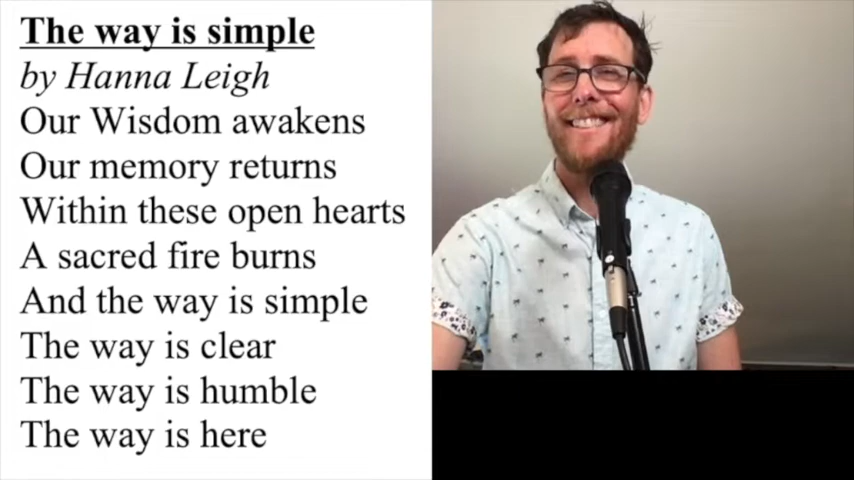 The way is simple
by Hanna Leigh
Our Wisdom awakens
Our memory returns
Within these open hearts
A sacred fire burns
And the way is simple
The way is clear
The way is humble
The way is here